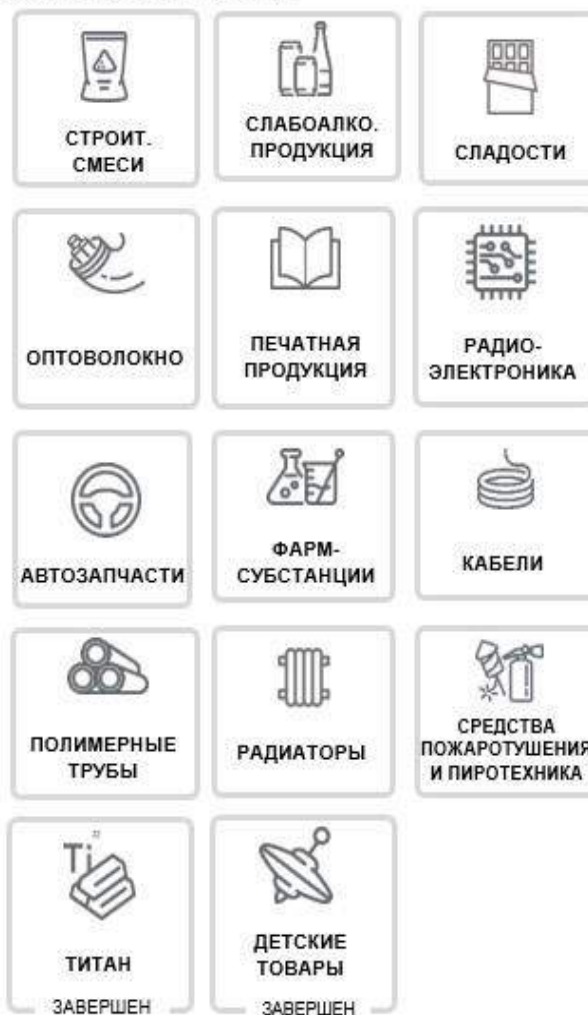 СТРОИТ.
СМЕСИ
СЛАБОАЛКО.
ПРОДУКЦИЯ
СЛАДОСТИ
ОПТОВОЛОКНО
ПЕЧАТНАЯ
ПРОДУКЦИЯ
РАДИО-
ЭЛЕКТРОНИКА
АВТОЗАПЧАСТИ
ФАРМ-
СУБСТАНЦИИ
КАБЕЛИ
ПОЛИМЕРНЫЕ
ТРУБЫ
РАДИАТОРЫ
СРЕДСТВА
ПОЖАРОТУШЕНИЯ
И ПИРОТЕХНИКА
Ti
ТИТАН
ЗАВЕРШЕН
ДЕТСКИЕ
ТОВАРЫ
ЗАВЕРШЕН